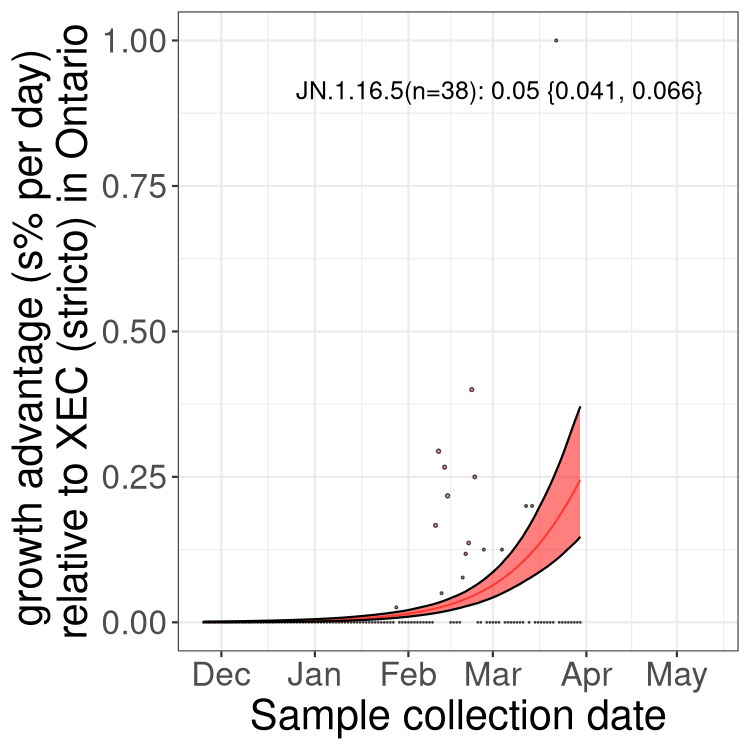 growth advantage (s% per day)
relative to XEC (stricto) in Ontario
1.00
0.75
0.50
0.25
0.00
JN.1.16.5(n=38): 0.05 {0.041, 0.066}
Dec Jan Feb Mar Apr May
Sample collection date